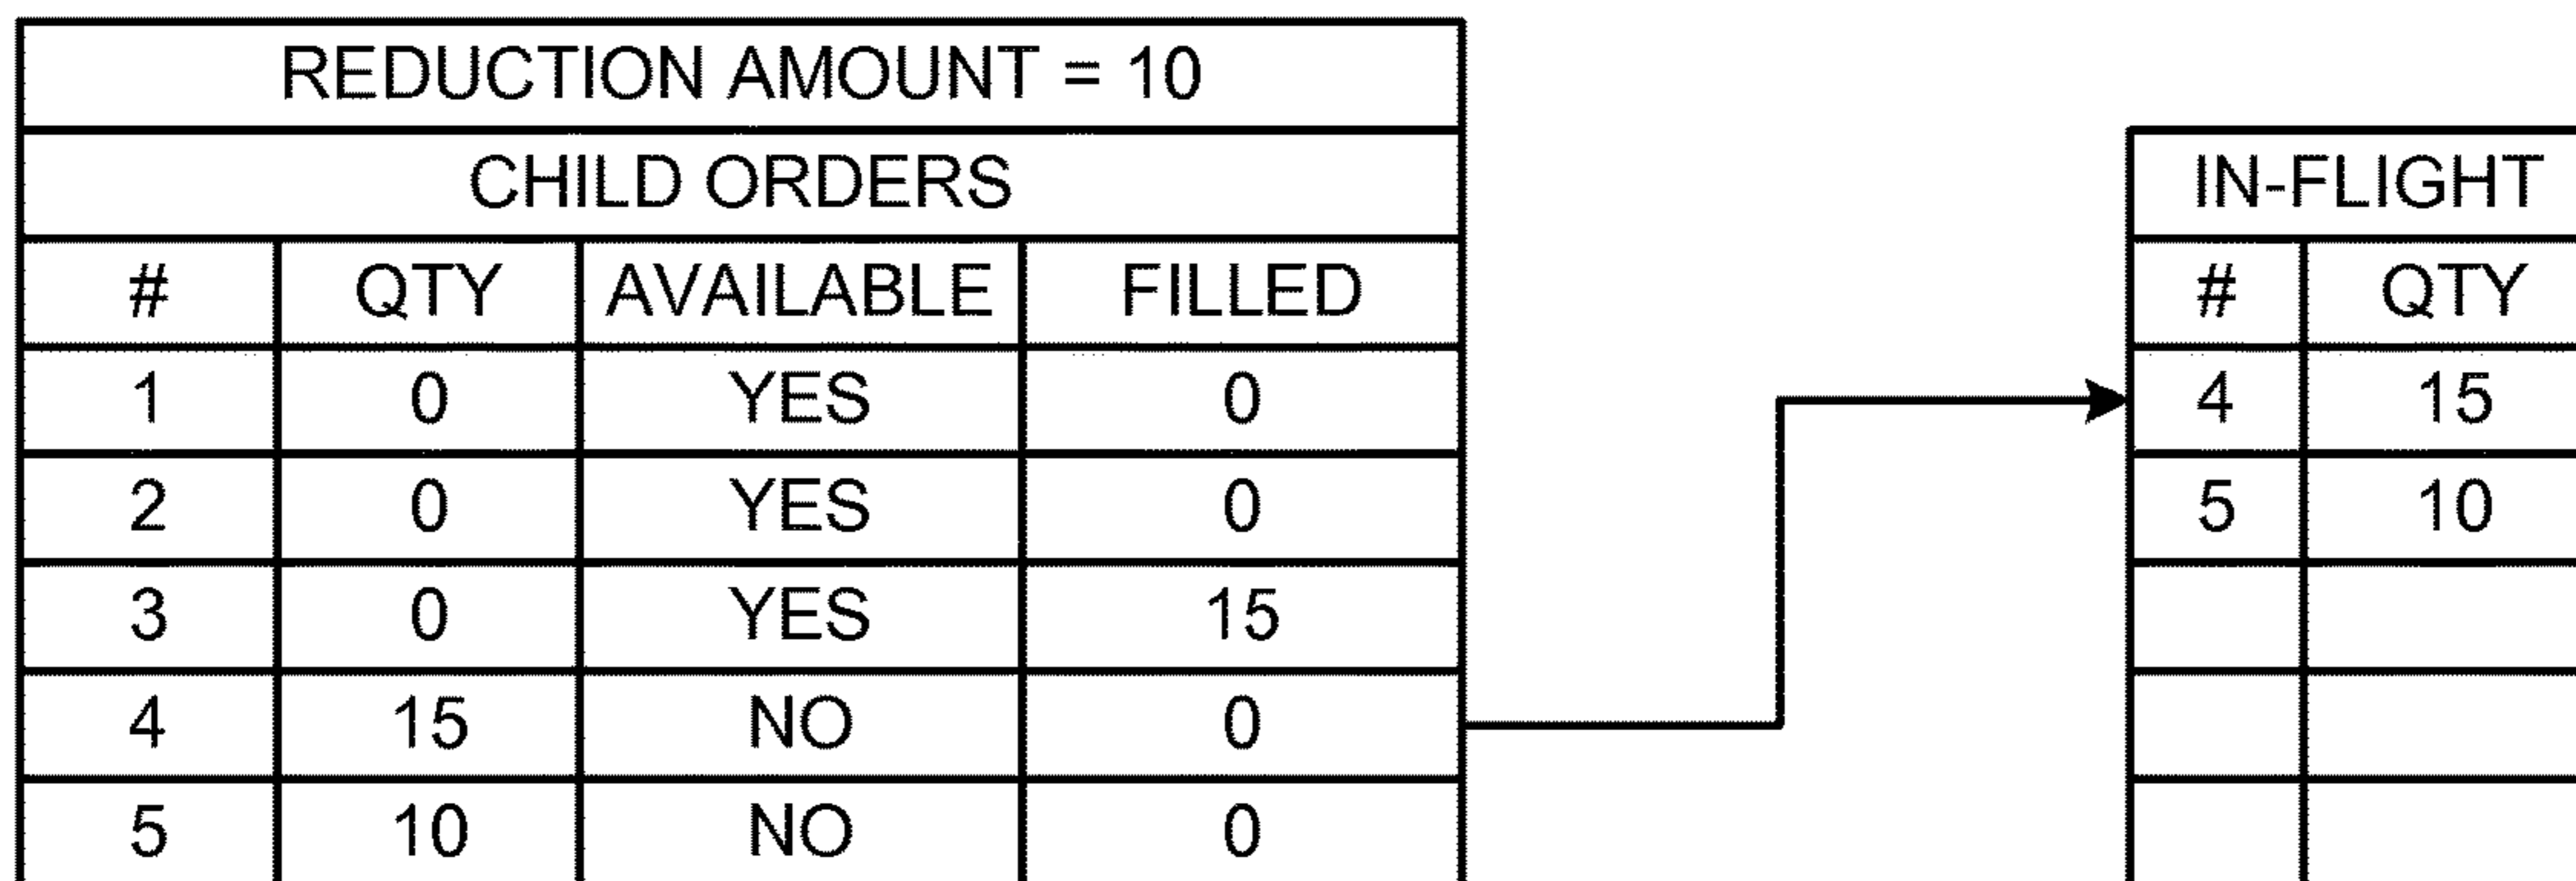 REDUCTION AMOUNT = 10
CHILD ORDERS
# QTY AVAILABLE FILLED
1 0 YES 0
2 0 YES 0
3 0 YES 15
4 15 NO 0
5 10 NO 0
IN-FLIGHT
# QTY
4 15
5 10